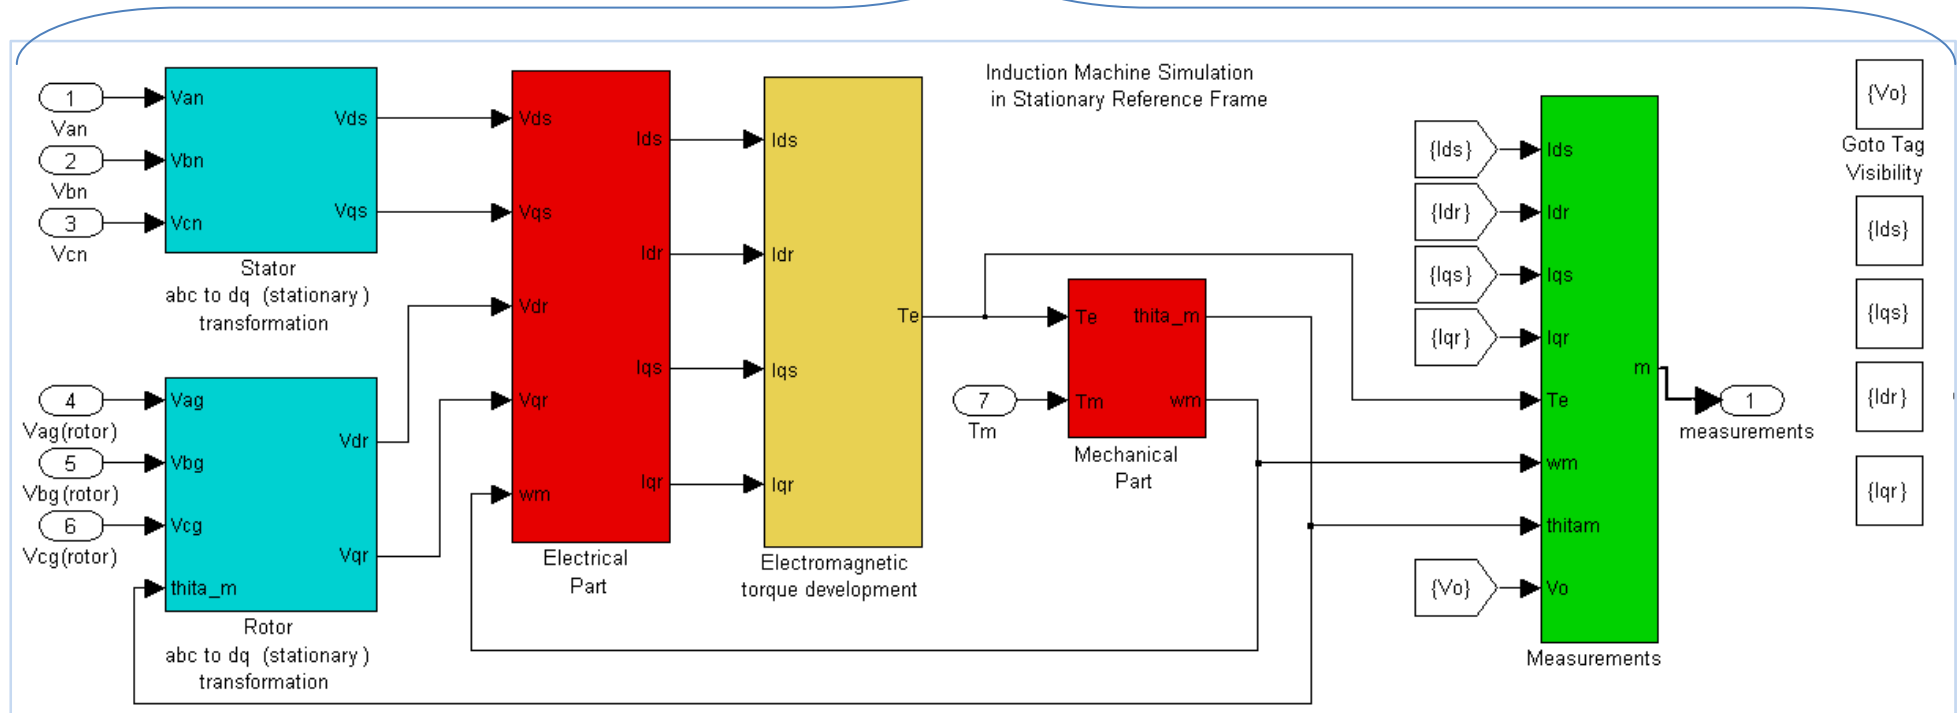 Induction Machine Simulation
in Stationary Reference Frame
1
Van
2
Vbn
3
Vcn
Van
Vbn
Vcn
Vds
Vqs
Stator
abc to dq (stationary )
transformation
4
Vag(rotor)
5
Vbg(rotor)
6
Vcg(rotor)
Vag
Vbg
Vcg
thita_m
Vdr
Vqr
Rotor
abc to dq (stationary )
transformation
Vds
Vqs
Vdr
Vqr
wm
Ids
Idr
Iqs
Iqr
Electrical
Part
Ids
Idr
Iqs
Iqr
Te
Electromagnetic
torque development
7
Tm
Te
Tm
thita_m
wm
Mechanical
Part
{Ids}
{Idr}
{Iqs}
{Iqr}
{Vo}
Ids
Idr
Iqs
Iqr
Te
wm
thitam
Vo
m
Measurements
1
measurements
{Vo}
Goto Tag
Visibility
{Ids}
{Iqs}
{Idr}
{Iqr}